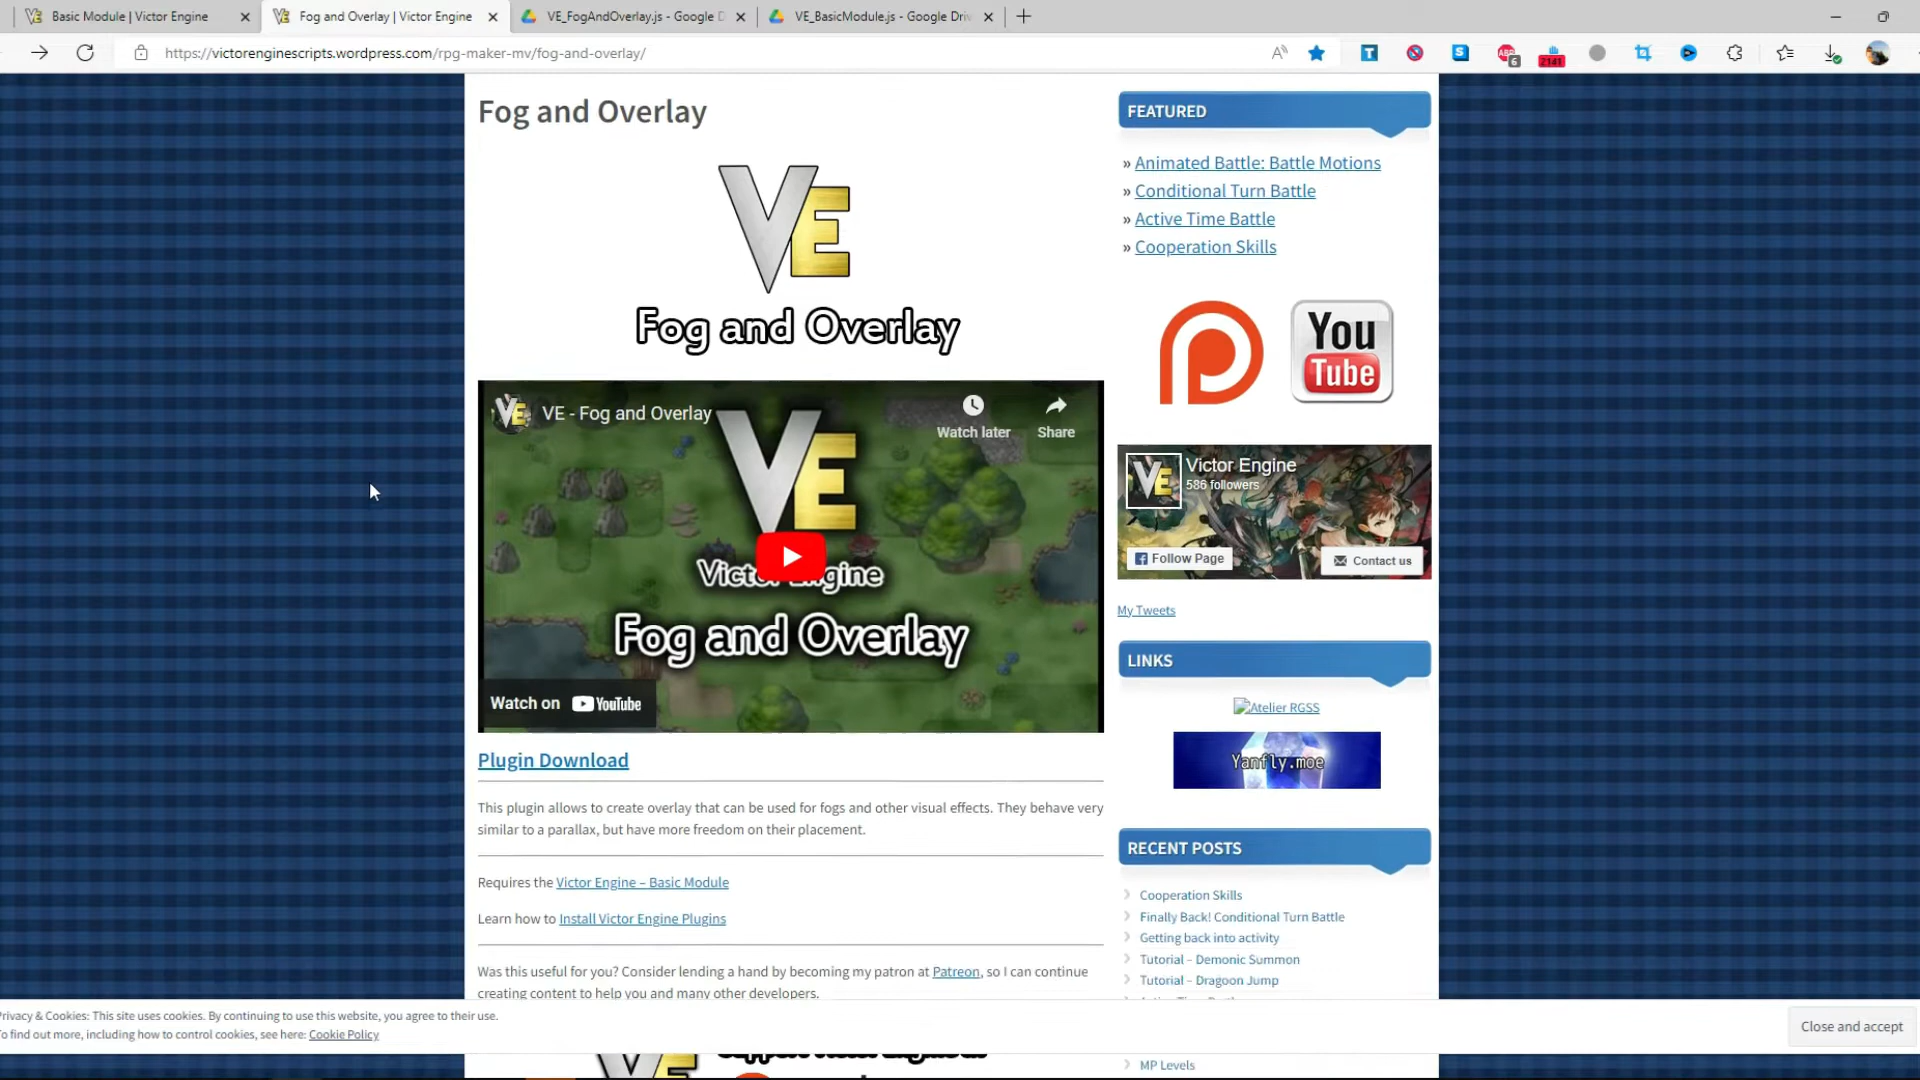 Basic Module | Victor Engine
Fog and Overlay | Victor Engine
VE_FogAndOverlay.js - Google D
VE_BasicModule.js - Google Driv
https://victorenginescripts.wordpress.com/rpg-maker-mv/fog-and-overlay/
6
2141
Fog and Overlay
VE
Fog and Overlay
VE - Fog and Overlay
Watch later
Share
VE
Victor Engine
Fog and Overlay
Watch on YouTube
Plugin Download
This plugin allows to create overlay that can be used for fogs and other visual effects. They behave very
similar to a parallax, but have more freedom on their placement.
Requires the Victor Engine – Basic Module
Learn how to Install Victor Engine Plugins
Was this useful for you? Consider lending a hand by becoming my patron at Patreon, so I can continue
creating content to help you and many other developers.
FEATURED
» Animated Battle: Battle Motions
» Conditional Turn Battle
» Active Time Battle
» Cooperation Skills
You
Tube
VE
Victor Engine
586 followers
Follow Page
Contact us
My Tweets
LINKS
Atelier RGSS
Yanfly.moe
RECENT POSTS
Cooperation Skills
Finally Back! Conditional Turn Battle
Getting back into activity
Tutorial – Demonic Summon
Tutorial – Dragoon Jump
MP Levels
Privacy & Cookies: This site uses cookies. By continuing to use this website, you agree to their use.
To find out more, including how to control cookies, see here: Cookie Policy
Close and accept